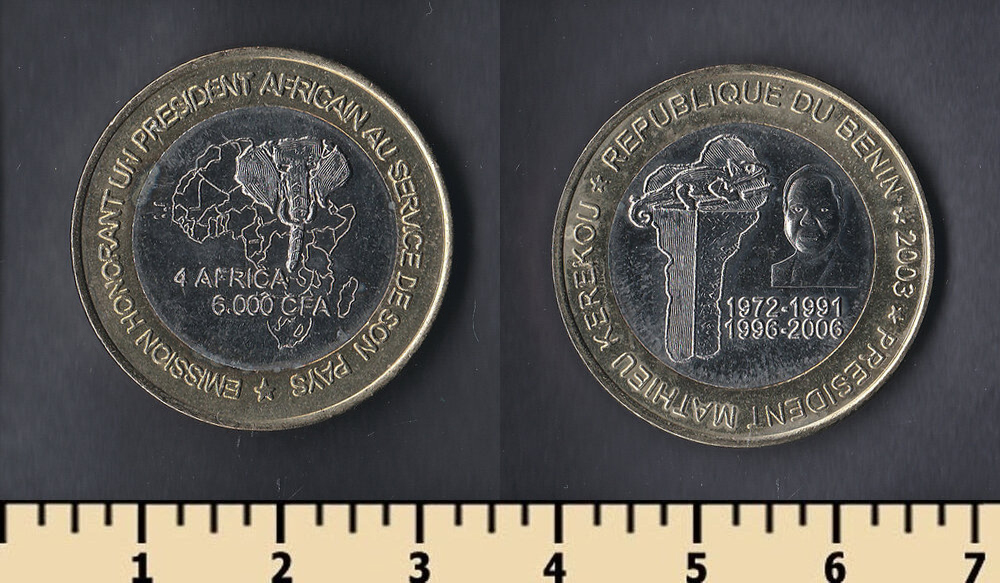 EMISSION HONORANT UN PRESIDENT AFRICAIN AU SERVICE DE SON PAYS ★
4 AFRICA
6.000 CFA
★ REPUBLIQUE DU BENIN ★ 2003 ★ PRESIDENT MATHIEU KEREKOU
1972-1991
1996-2006
1 2 3 4 5 6 7